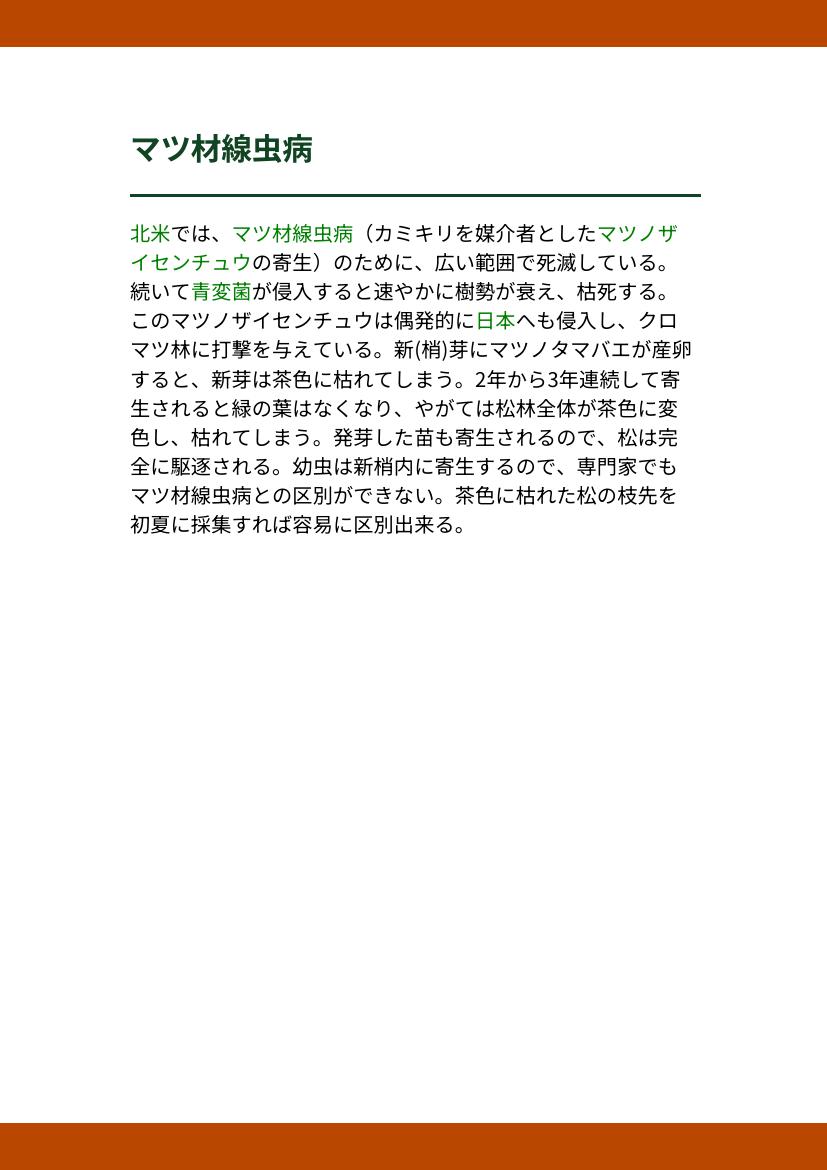 マツ材線虫病
北米では、マツ材線虫病（カミキリを媒介者としたマツノザ
イセンチュウの寄生）のために、広い範囲で死滅している。
続いて青変菌が侵入すると速やかに樹勢が衰え、枯死する。
このマツノザイセンチュウは偶発的に日本へも侵入し、クロ
マツ林に打撃を与えている。新(梢)芽にマツノタマバエが産卵
すると、新芽は茶色に枯れてしまう。2年から3年連続して寄
生されると緑の葉はなくなり、やがては松林全体が茶色に変
色し、枯れてしまう。発芽した苗も寄生されるので、松は完
全に駆逐される。幼虫は新梢内に寄生するので、専門家でも
マツ材線虫病との区別ができない。茶色に枯れた松の枝先を
初夏に採集すれば容易に区別出来る。